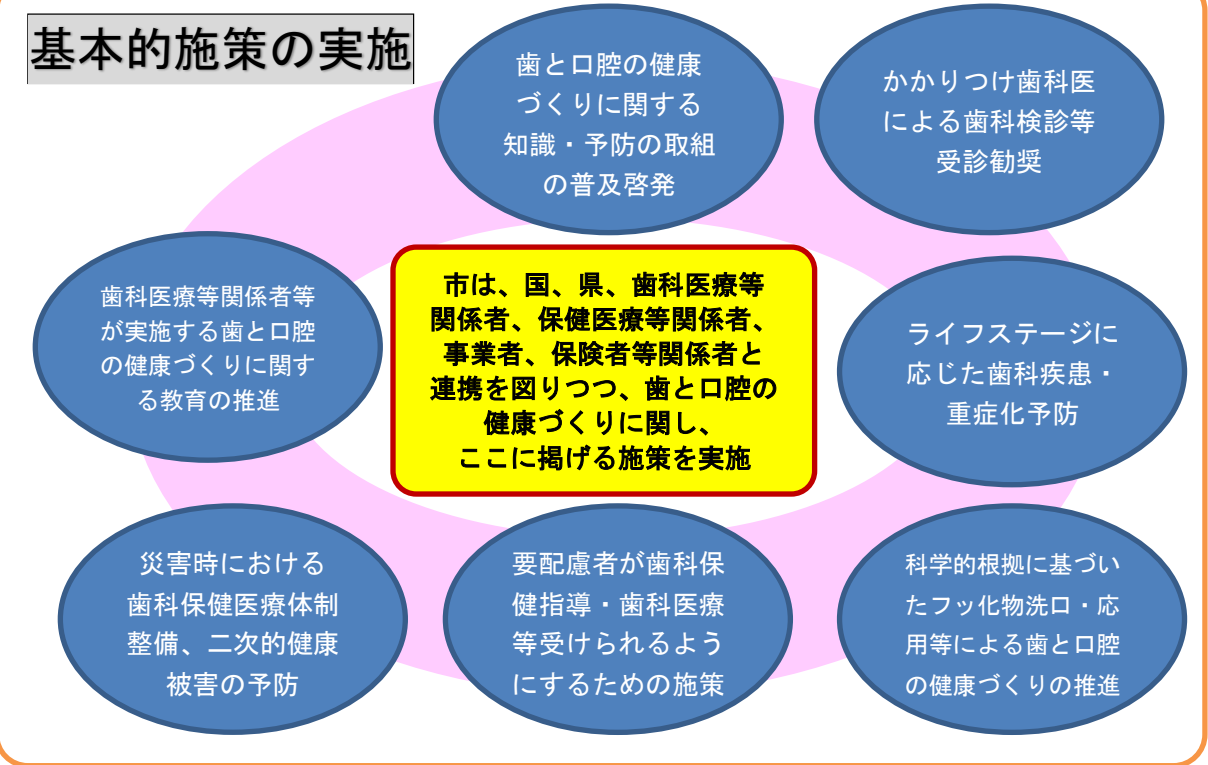 基本的施策の実施
歯と口腔の健康
づくりに関する
知識・予防の取組
の普及啓発
かかりつけ歯科医
による歯科検診等
受診勧奨
歯科医療等関係者等
が実施する歯と口腔
の健康づくりに関す
る教育の推進
市は、国、県、歯科医療等
関係者、保健医療等関係者、
事業者、保険者等関係者と
連携を図りつつ、歯と口腔の
健康づくりに関し、
ここに掲げる施策を実施
ライフステージに
応じた歯科疾患・
重症化予防
災害時における
歯科保健医療体制
整備、二次的健康
被害の予防
要配慮者が歯科保
健指導・歯科医療
等受けられるよう
にするための施策
科学的根拠に基づい
たフッ化物洗口・応
用等による歯と口腔
の健康づくりの推進